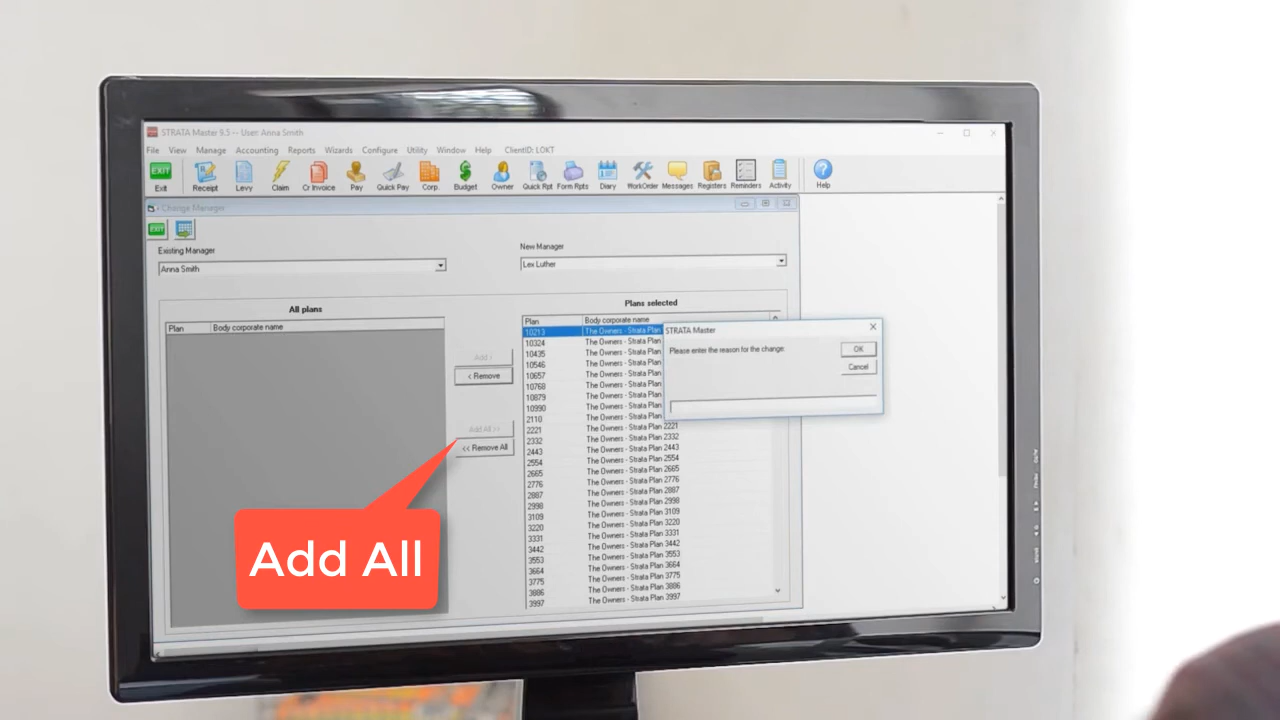 STRATA Master 9.5 -- User: Anna Smith
File View Manage Accounting Reports Wizards Configure Utility Window Help ClientID: LOKT
EXIT
Exit Receipt Levy Claim Cr Invoice Pay Quick Pay Corp. Budget Owner Quick Rpt Form Rpts Diary WorkOrder Messages Registers Reminders Activity Help
Change Manager
EXIT
Existing Manager
New Manager
Anna Smith
Lex Luther
All plans
Plans selected
Plan Body corporate name
Plan Body corporate name
10213 The Owners - Strata Plan
10324 The Owners - Strata Plan
10435 The Owners - Strata Plan
10546 The Owners - Strata Plan
10657 The Owners - Strata Plan
10768 The Owners - Strata Plan
10879 The Owners - Strata Plan
10990 The Owners - Strata Plan
2110 The Owners - Strata Plan
2221 The Owners - Strata Plan 2221
2332 The Owners - Strata Plan 2332
2443 The Owners - Strata Plan 2443
2554 The Owners - Strata Plan 2554
2665 The Owners - Strata Plan 2665
2776 The Owners - Strata Plan 2776
2887 The Owners - Strata Plan 2887
2998 The Owners - Strata Plan 2998
3109 The Owners - Strata Plan 3109
3220 The Owners - Strata Plan 3220
3331 The Owners - Strata Plan 3331
3442 The Owners - Strata Plan 3442
3553 The Owners - Strata Plan 3553
3664 The Owners - Strata Plan 3664
3775 The Owners - Strata Plan 3775
3886 The Owners - Strata Plan 3886
3997 The Owners - Strata Plan 3997
Add >
< Remove
Add All >>
<< Remove All
STRATA Master
Please enter the reason for the change.
OK
Cancel
Add All